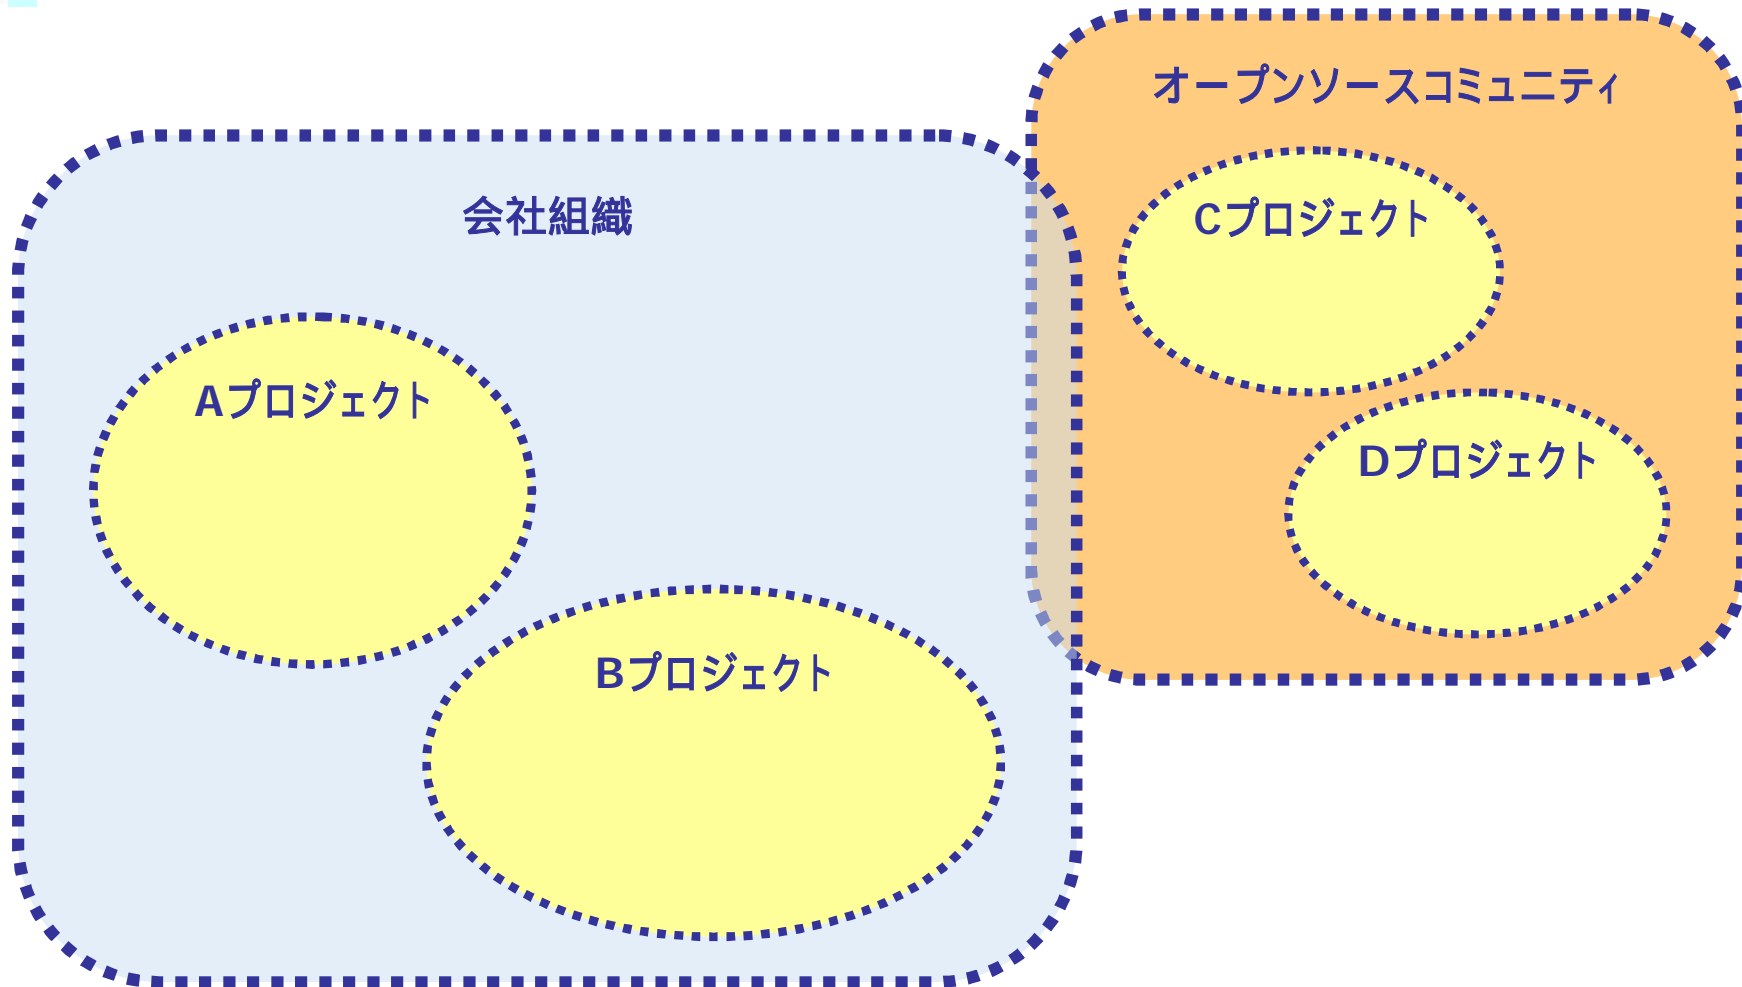 オープンソースコミュニティ
会社組織
Cプロジェクト
Aプロジェクト
Dプロジェクト
Bプロジェクト